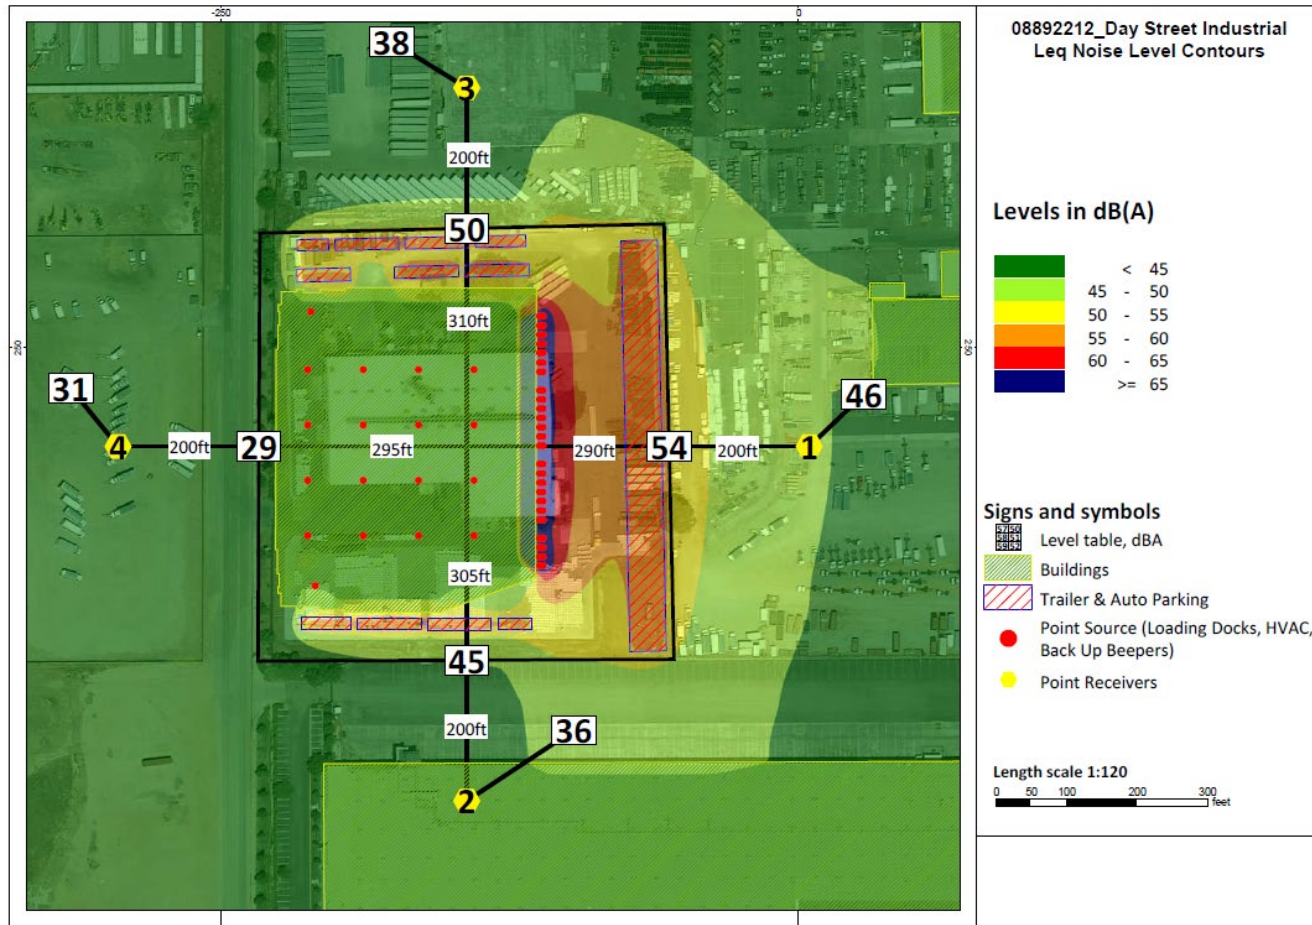 -250
0
38
3
200ft
50
310ft
250
250
31
46
4
200ft
29
295ft
290ft
54
200ft
1
305ft
45
200ft
36
2
08892212_Day Street Industrial
Leq Noise Level Contours
Levels in dB(A)
< 45
45 - 50
50 - 55
55 - 60
60 - 65
>= 65
Signs and symbols
Level table, dBA
Buildings
Trailer & Auto Parking
Point Source (Loading Docks, HVAC,
Back Up Beepers)
Point Receivers
Length scale 1:120
0 50 100 200 300
feet